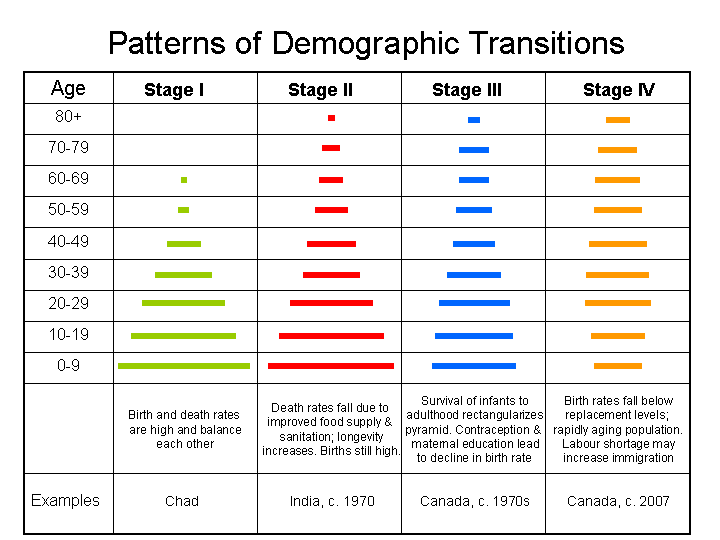 Patterns of Demographic Transitions
Age Stage I Stage II Stage III Stage IV
80+
70-79
60-69
50-59
40-49
30-39
20-29
10-19
0-9
Birth and death rates
are high and balance
each other
Death rates fall due to
improved food supply &
sanitation; longevity
increases. Births still high.
Survival of infants to
adulthood rectangularizes
pyramid. Contraception &
maternal education lead
to decline in birth rate
Birth rates fall below
replacement levels;
rapidly aging population.
Labour shortage may
increase immigration
Examples Chad India, c. 1970 Canada, c. 1970s Canada, c. 2007